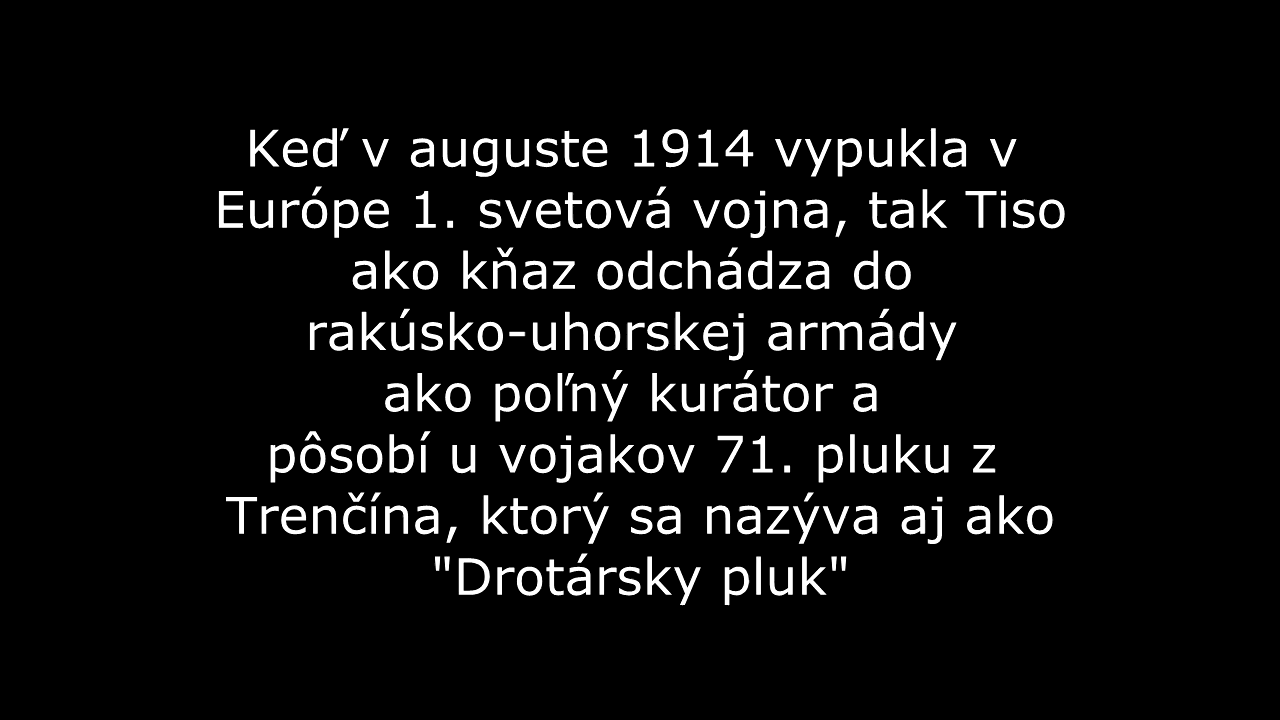 Keď v auguste 1914 vypukla v
Európe 1. svetová vojna, tak Tiso
ako kňaz odchádza do
rakúsko-uhorskej armády
ako poľný kurátor a
pôsobí u vojakov 71. pluku z
Trenčína, ktorý sa nazýva aj ako
"Drotársky pluk"